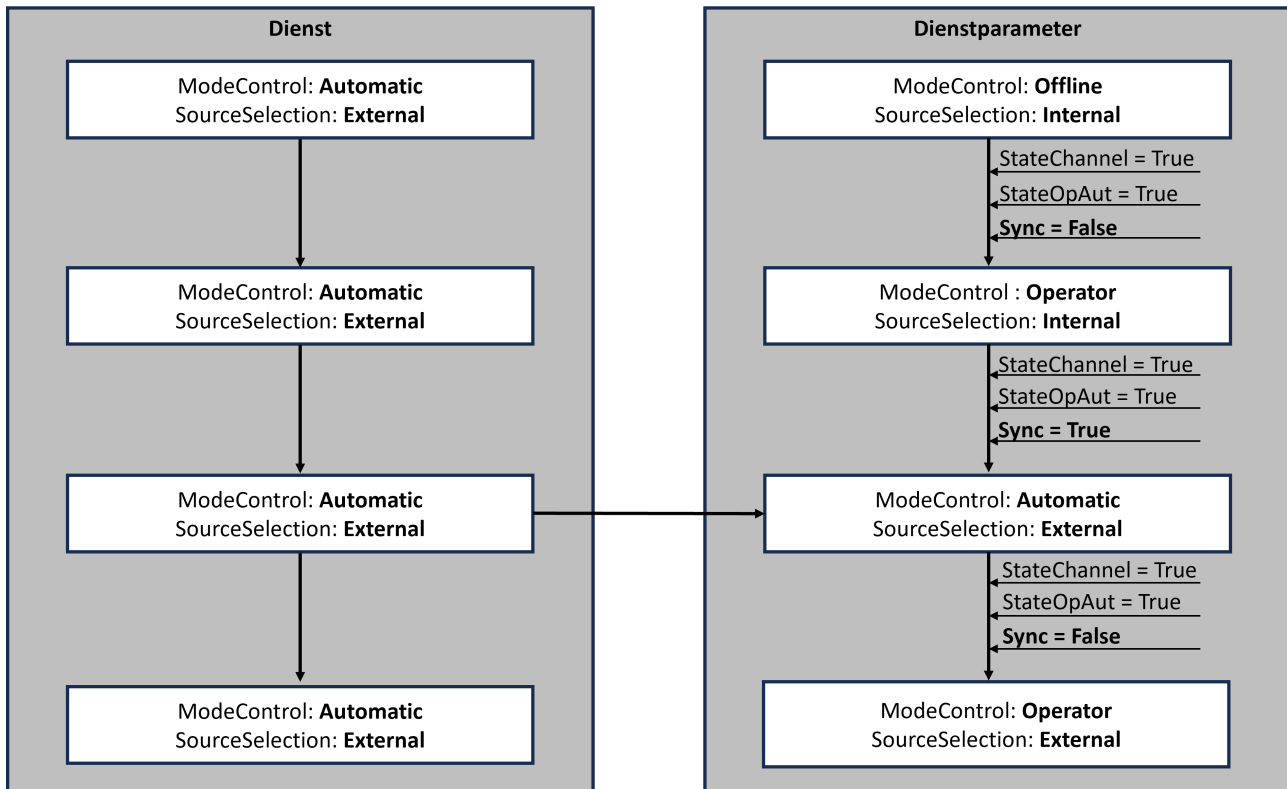 Dienst
ModeControl: Automatic
SourceSelection: External
ModeControl: Automatic
SourceSelection: External
ModeControl: Automatic
SourceSelection: External
ModeControl: Automatic
SourceSelection: External
Dienstparameter
ModeControl: Offline
SourceSelection: Internal
StateChannel = True
StateOpAut = True
Sync = False
ModeControl : Operator
SourceSelection: Internal
StateChannel = True
StateOpAut = True
Sync = True
ModeControl: Automatic
SourceSelection: External
StateChannel = True
StateOpAut = True
Sync = False
ModeControl: Operator
SourceSelection: External